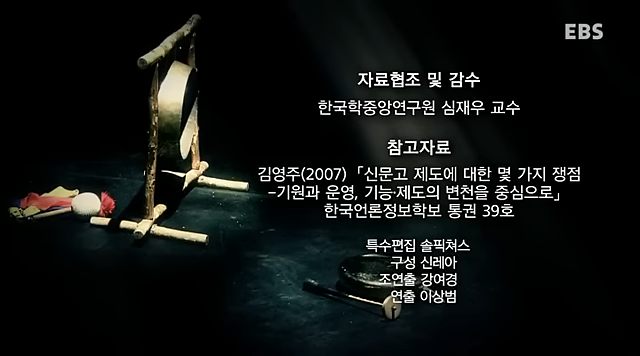 EBS
자료협조 및 감수
한국학중앙연구원 심재우 교수
참고자료
김영주(2007)「신문고 제도에 대한 몇 가지 쟁점
-기원과 운영, 기능·제도의 변천을 중심으로」
한국언론정보학보 통권 39호
특수편집 솔픽쳐스
구성 신레아
조연출 강여경
연출 이상범